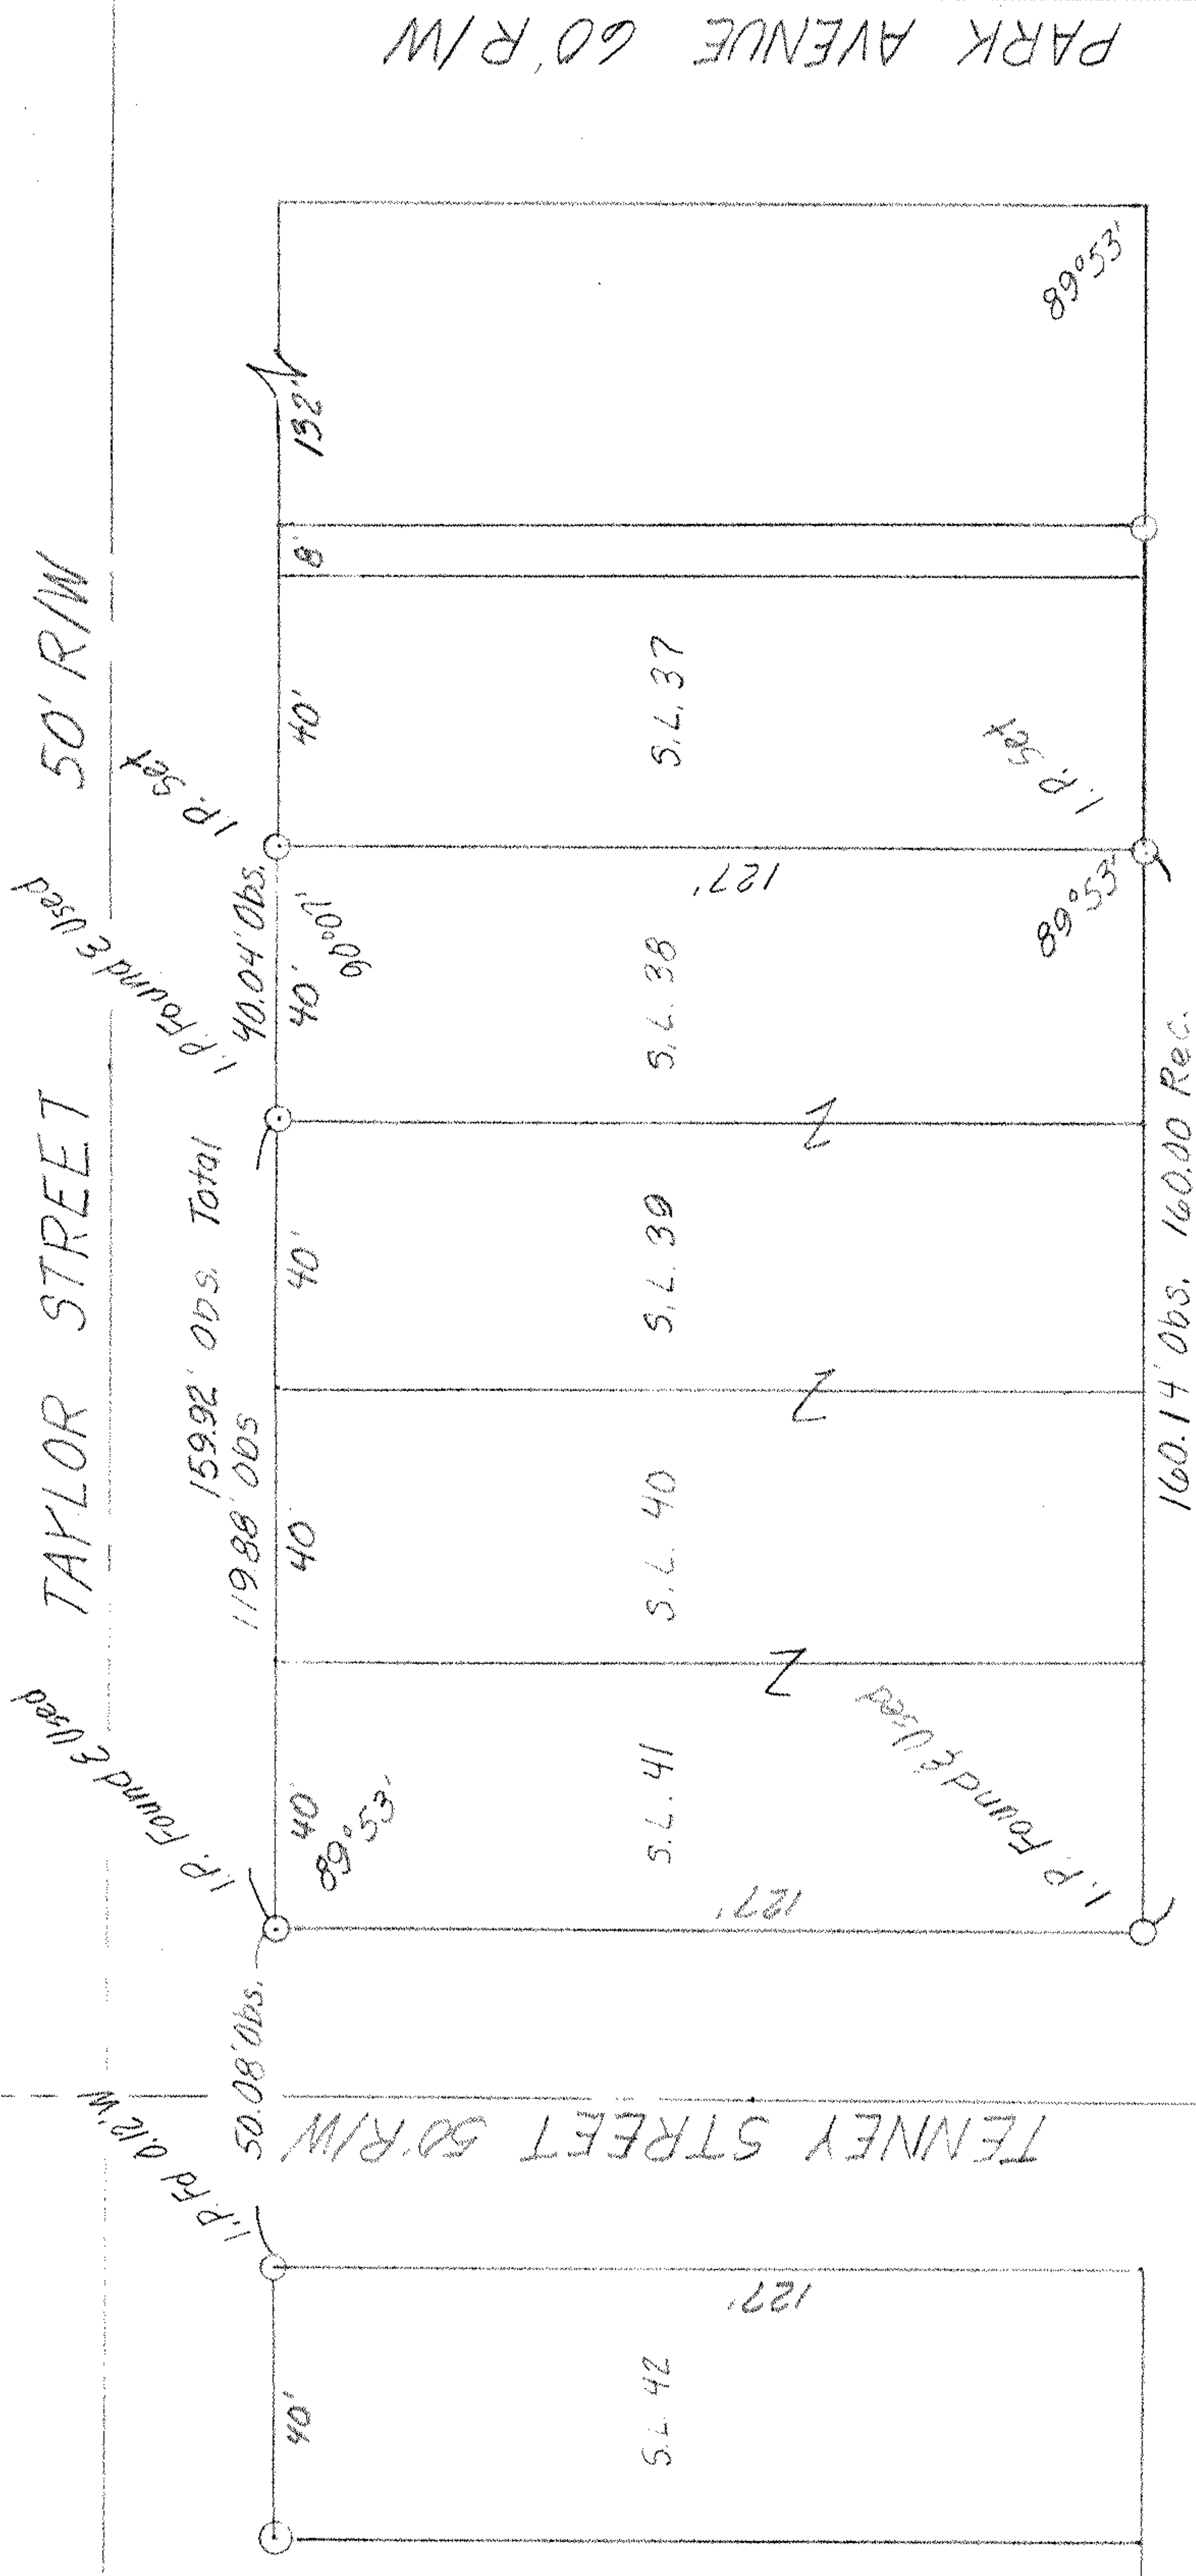 PARK AVENUE 60' R/W
TAYLOR STREET 50' R/W
I.P. Fd 0.12' W
I.P. Found & Used
I.P. Found & Used
I.P. Set
50.08' Obs.
159.92' Obs. Total
119.88' Obs
40.04' Obs.
40'
40'
40
40'
40'
40'
8'
132'
89°53'
90°07'
TENNEY STREET 50' R/W
S.L. 42
S.L. 41
S.L. 40
S.L. 39
S.L. 38
S.L. 37
127'
127'
127'
I.P. Found & Used
I.P. Set
89°53'
89°53'
160.14' Obs. 160.00 Rec.